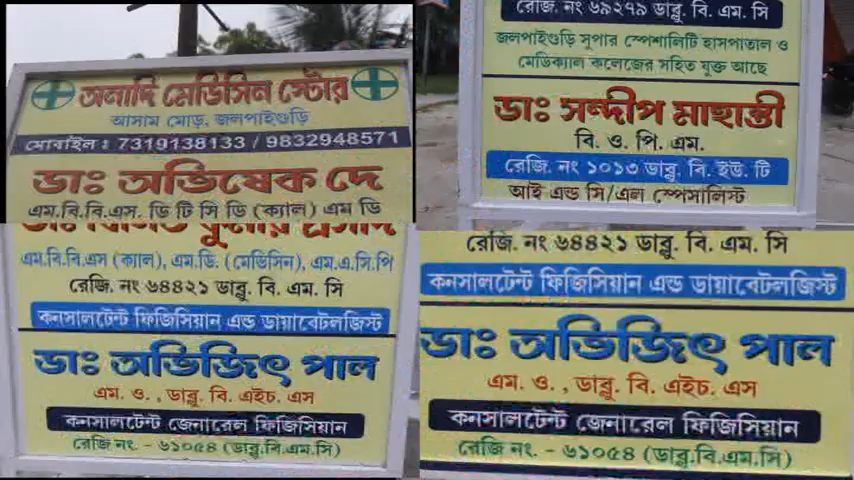 অনাদি মেডিসিন স্টোর
আসাম মোড়, জলপাইগুড়ি
মোবাইল : 7319138133 / 9832948571
ডাঃ অভিষেক দে
এম.বি.বি.এস. ডি টি সি ডি (ক্যাল) এম ডি
রেজি. নং ৬৯২৭৯ ডাব্লু. বি. এম. সি
জলপাইগুড়ি সুপার স্পেশালিটি হাসপাতাল ও
মেডিক্যাল কলেজের সহিত যুক্ত আছে
ডাঃ সন্দীপ মাহান্তী
বি. ও. পি. এম.
রেজি. নং ১০১৩ ডাব্লু. বি. ইউ. টি
আই এন্ড সি/এল স্পেসালিস্ট
কুমার প্রসাদ
এম.বি.বি.এস (ক্যাল), এম.ডি. (মেডিসিন), এম.এ.সি.পি
রেজি. নং ৬৪৪২১ ডাব্লু. বি. এম. সি
কনসালটেন্ট ফিজিসিয়ান এন্ড ডায়াবেটলজিস্ট
ডাঃ অভিজিৎ পাল
এম. ও. , ডাব্লু. বি. এইচ. এস
কনসালটেন্ট জেনারেল ফিজিসিয়ান
রেজি নং. - ৬১০৫৪ (ডাব্লু.বি.এম.সি)
রেজি. নং ৬৪৪২১ ডাব্লু. বি. এম. সি
কনসালটেন্ট ফিজিসিয়ান এন্ড ডায়াবেটলজিস্ট
ডাঃ অভিজিৎ পাল
এম. ও. , ডাব্লু. বি. এইচ. এস
কনসালটেন্ট জেনারেল ফিজিসিয়ান
রেজি নং. - ৬১০৫৪ (ডাব্লু.বি.এম.সি)